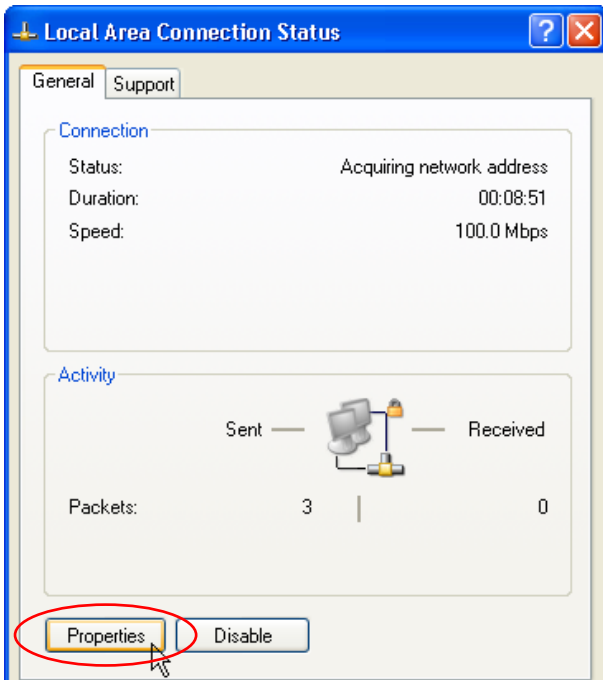 Local Area Connection Status
General Support
Connection
Status: Acquiring network address
Duration: 00:08:51
Speed: 100.0 Mbps
Activity
Sent Received
Packets: 3 0
Properties Disable